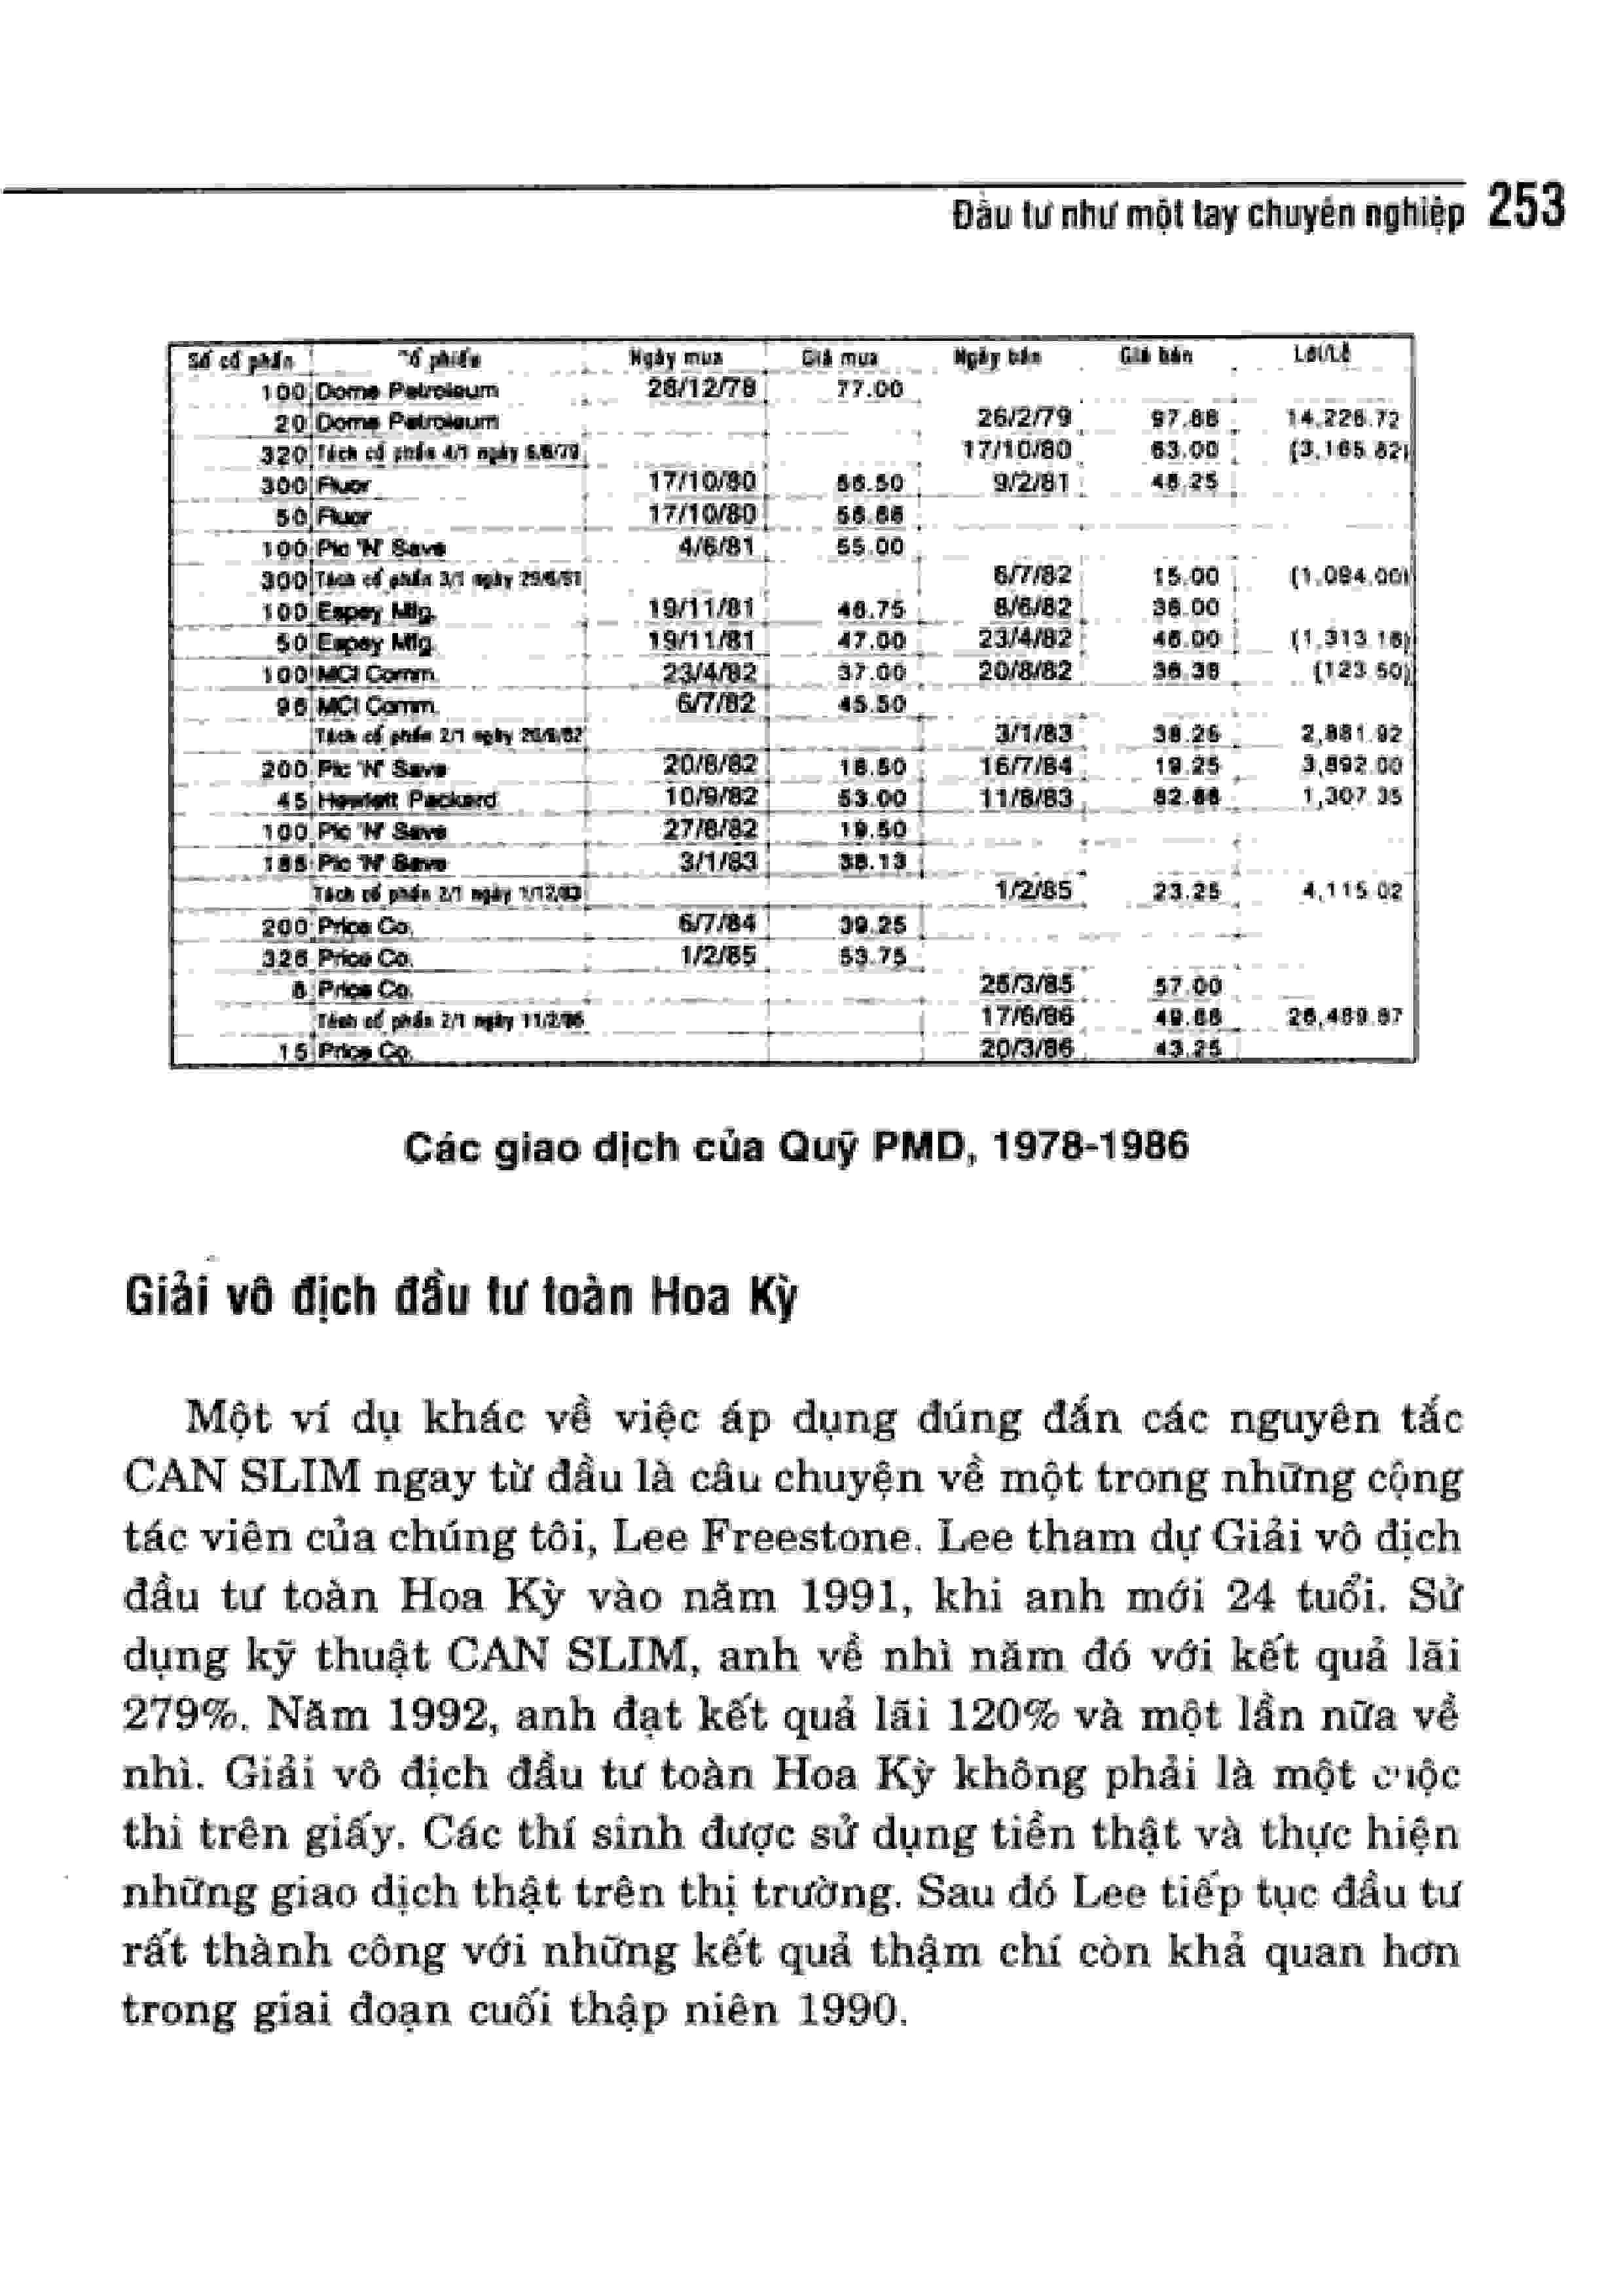 Đầu tư như một tay chuyên nghiệp 253
Số cổ phần Cổ phiếu Ngày mua Giá mua Ngày bán Giá bán Lời/Lỗ
100 Dome Petroleum 28/12/78 77.00
20 Dome Petroleum 26/2/79 97.88 14,226.72
320 Tách cổ phần 4/1 ngày 6/6/79 17/10/80 63.00 (3,165.82)
300 Fluor 17/10/80 56.50 9/2/81 48.25
50 Fluor 17/10/80 56.88
100 Pic 'N' Save 4/6/81 55.00
300 Tách cổ phần 3/1 ngày 29/6/81 6/7/82 15.00 (1,094.00)
100 Espey Mfg. 19/11/81 46.75 8/6/82 38.00
50 Espey Mfg. 19/11/81 47.00 23/4/82 46.00 (1,313.16)
100 MCI Comm. 23/4/82 37.00 20/8/82 36.38 (123.50)
96 MCI Comm. 6/7/82 45.50
Tách cổ phần 2/1 ngày 20/9/82 3/1/83 38.25 2,881.92
200 Pic 'N' Save 20/8/82 18.50 16/7/84 19.25 3,892.00
45 Hewlett Packard 10/9/82 53.00 11/8/83 82.88 1,307.35
100 Pic 'N' Save 27/8/82 19.50
185 Pic 'N' Save 3/1/83 38.13
Tách cổ phần 2/1 ngày 1/12/83 1/2/85 23.25 4,115.02
200 Price Co. 6/7/84 39.25
326 Price Co. 1/2/85 53.75
8 Price Co. 25/3/85 57.00
Tách cổ phần 2/1 ngày 11/2/86 17/6/86 49.88 26,489.87
15 Price Co. 20/3/86 43.25
Các giao dịch của Quỹ PMD, 1978-1986
Giải vô địch đầu tư toàn Hoa Kỳ
Một ví dụ khác về việc áp dụng đúng đắn các nguyên tắc
CAN SLIM ngay từ đầu là câu chuyện về một trong những cộng
tác viên của chúng tôi, Lee Freestone. Lee tham dự Giải vô địch
đầu tư toàn Hoa Kỳ vào năm 1991, khi anh mới 24 tuổi. Sử
dụng kỹ thuật CAN SLIM, anh về nhì năm đó với kết quả lãi
279%. Năm 1992, anh đạt kết quả lãi 120% và một lần nữa về
nhì. Giải vô địch đầu tư toàn Hoa Kỳ không phải là một cuộc
thi trên giấy. Các thí sinh được sử dụng tiền thật và thực hiện
những giao dịch thật trên thị trường. Sau đó Lee tiếp tục đầu tư
rất thành công với những kết quả thậm chí còn khả quan hơn
trong giai đoạn cuối thập niên 1990.